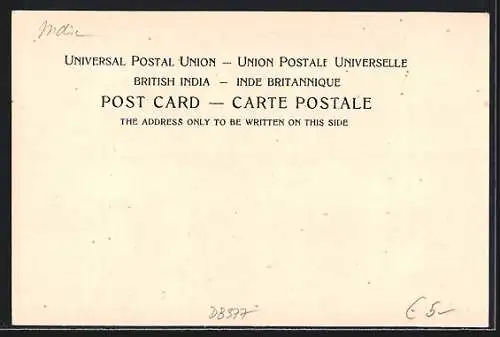 India
UNIVERSAL POSTAL UNION — UNION POSTALE UNIVERSELLE
BRITISH INDIA — INDE BRITANNIQUE
POST CARD — CARTE POSTALE
THE ADDRESS ONLY TO BE WRITTEN ON THIS SIDE
D8577 € 5-